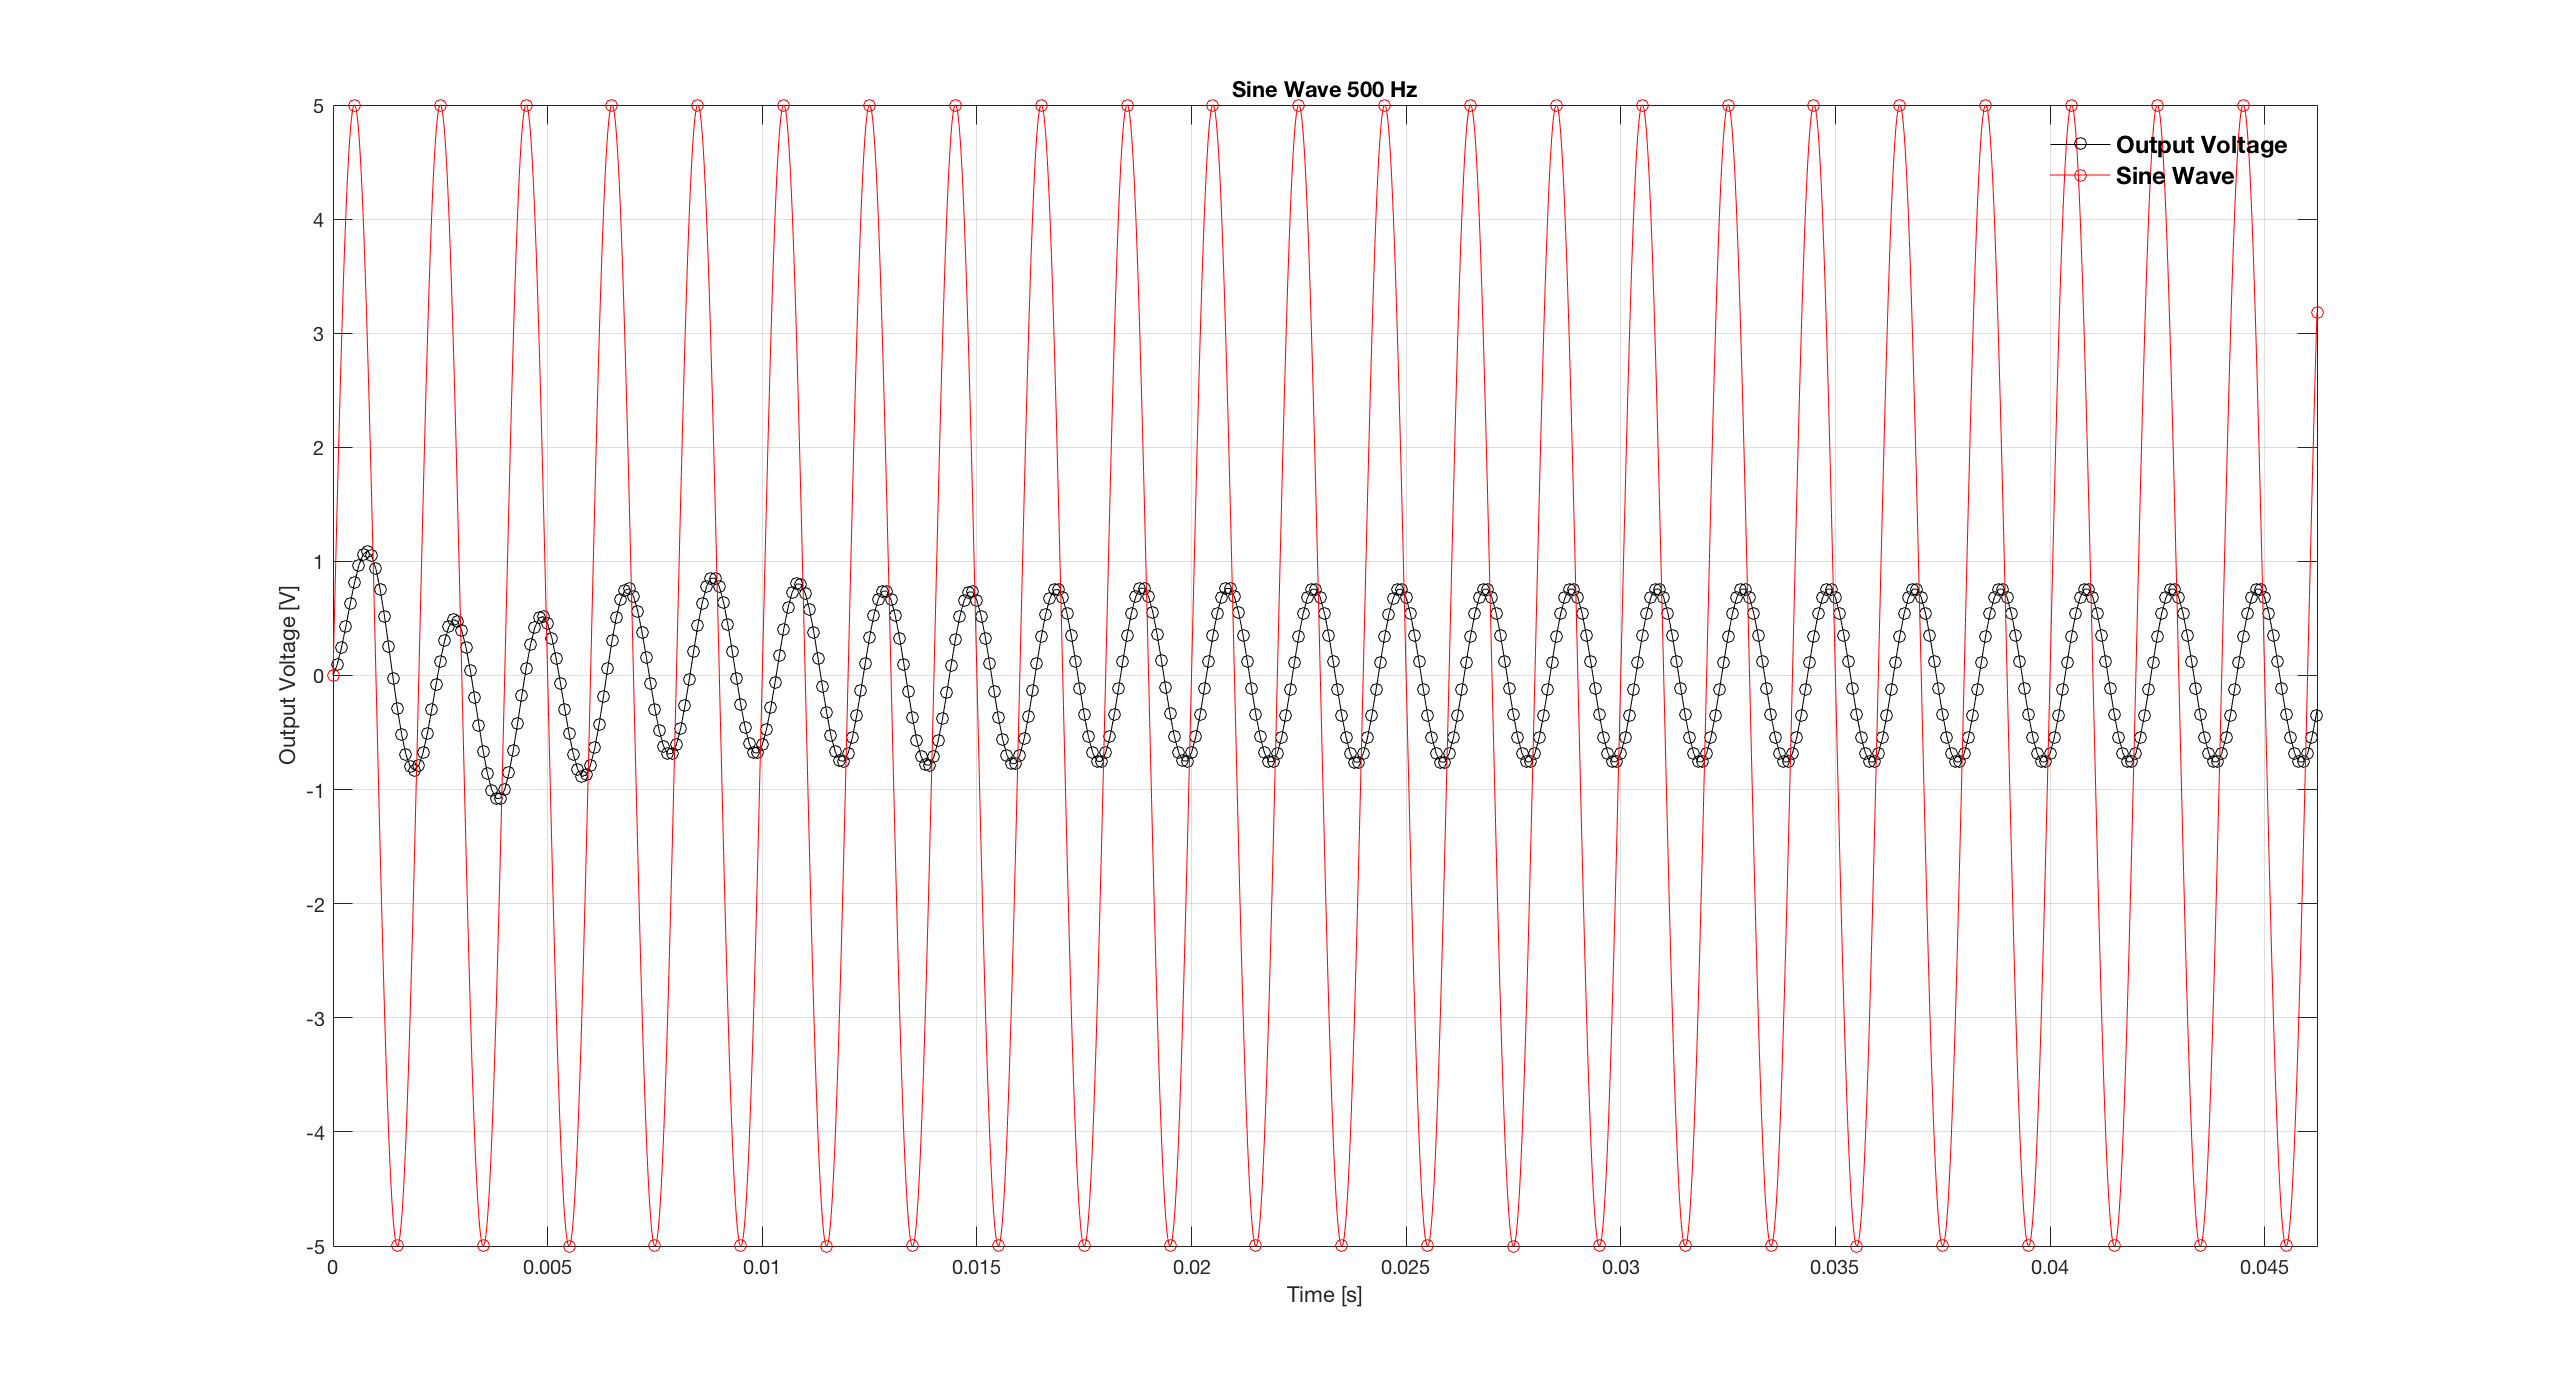 Sine Wave 500 Hz
Output Voltage
Sine Wave
5
4
3
2
1
0
-1
-2
-3
-4
-5
Output Voltage [V]
0 0.005 0.01 0.015 0.02 0.025 0.03 0.035 0.04 0.045
Time [s]